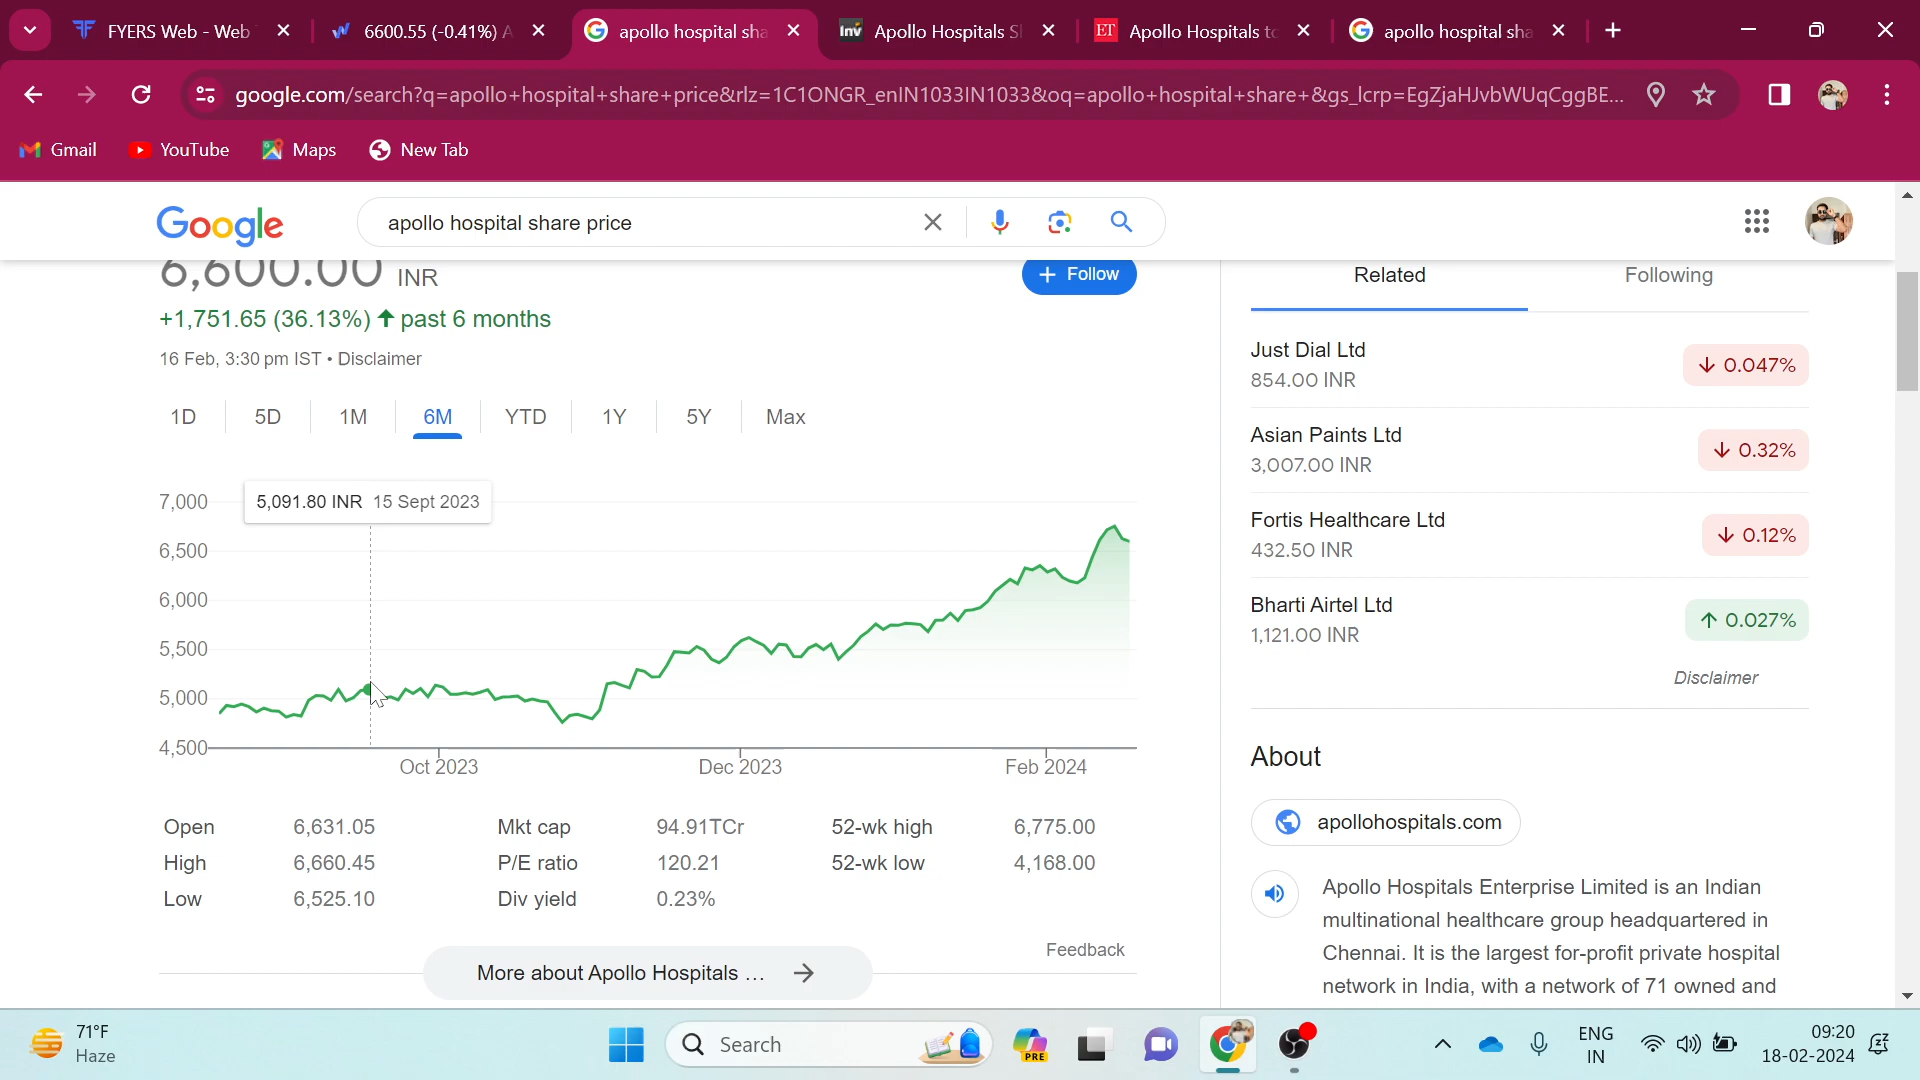 FYERS Web - Web
6600.55 (-0.41%) A
apollo hospital sha
Apollo Hospitals S
Apollo Hospitals to
apollo hospital sha
google.com/search?q=apollo+hospital+share+price&rlz=1C1ONGR_enIN1033IN1033&oq=apollo+hospital+share+&gs_lcrp=EgZjaHJvbWUqCggBE...
Gmail
YouTube
Maps
New Tab
Google
apollo hospital share price
6,600.00 INR
+ Follow
+1,751.65 (36.13%) ↑ past 6 months
16 Feb, 3:30 pm IST • Disclaimer
1D 5D 1M 6M YTD 1Y 5Y Max
5,091.80 INR 15 Sept 2023
7,000
6,500
6,000
5,500
5,000
4,500
Oct 2023 Dec 2023 Feb 2024
Open 6,631.05 Mkt cap 94.91TCr 52-wk high 6,775.00
High 6,660.45 P/E ratio 120.21 52-wk low 4,168.00
Low 6,525.10 Div yield 0.23%
Feedback
More about Apollo Hospitals ... →
Related Following
Just Dial Ltd
854.00 INR
↓ 0.047%
Asian Paints Ltd
3,007.00 INR
↓ 0.32%
Fortis Healthcare Ltd
432.50 INR
↓ 0.12%
Bharti Airtel Ltd
1,121.00 INR
↑ 0.027%
Disclaimer
About
apollohospitals.com
Apollo Hospitals Enterprise Limited is an Indian
multinational healthcare group headquartered in
Chennai. It is the largest for-profit private hospital
network in India, with a network of 71 owned and
71°F
Haze
Search
PRE
ENG
IN
09:20
18-02-2024